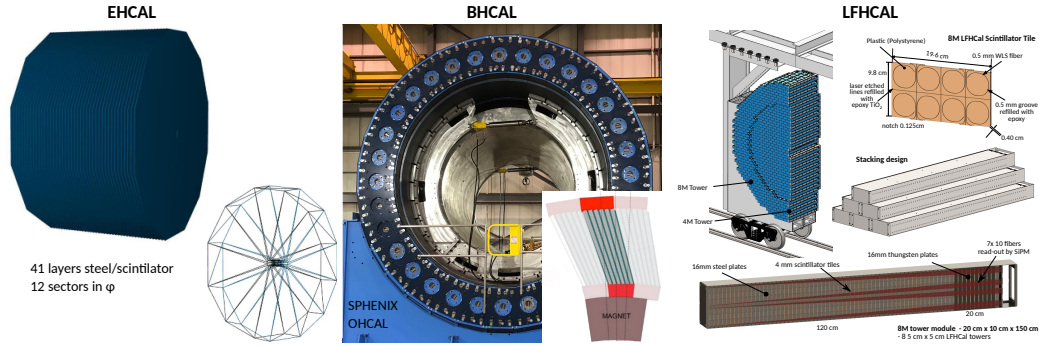 EHCAL
41 layers steel/scintilator
12 sectors in φ
BHCAL
SPHENIX
OHCAL
MAGNET
LFHCAL
8M Tower
4M Tower
8M LFHCal Scintillator Tile
Plastic (Polystyrene)
0.5 mm WLS fiber
19.6 cm
9.8 cm
laser etched
lines refilled
with
epoxy TiO2
0.5 mm groove
refilled with
epoxy
notch 0.125cm
0.40 cm
Stacking design
7x 10 fibers
read-out by SiPM
16mm thungsten plates
4 mm scintillator tiles
16mm steel plates
20 cm
120 cm
8M tower module - 20 cm x 10 cm x 150 cm
- 8 5 cm x 5 cm LFHCal towers